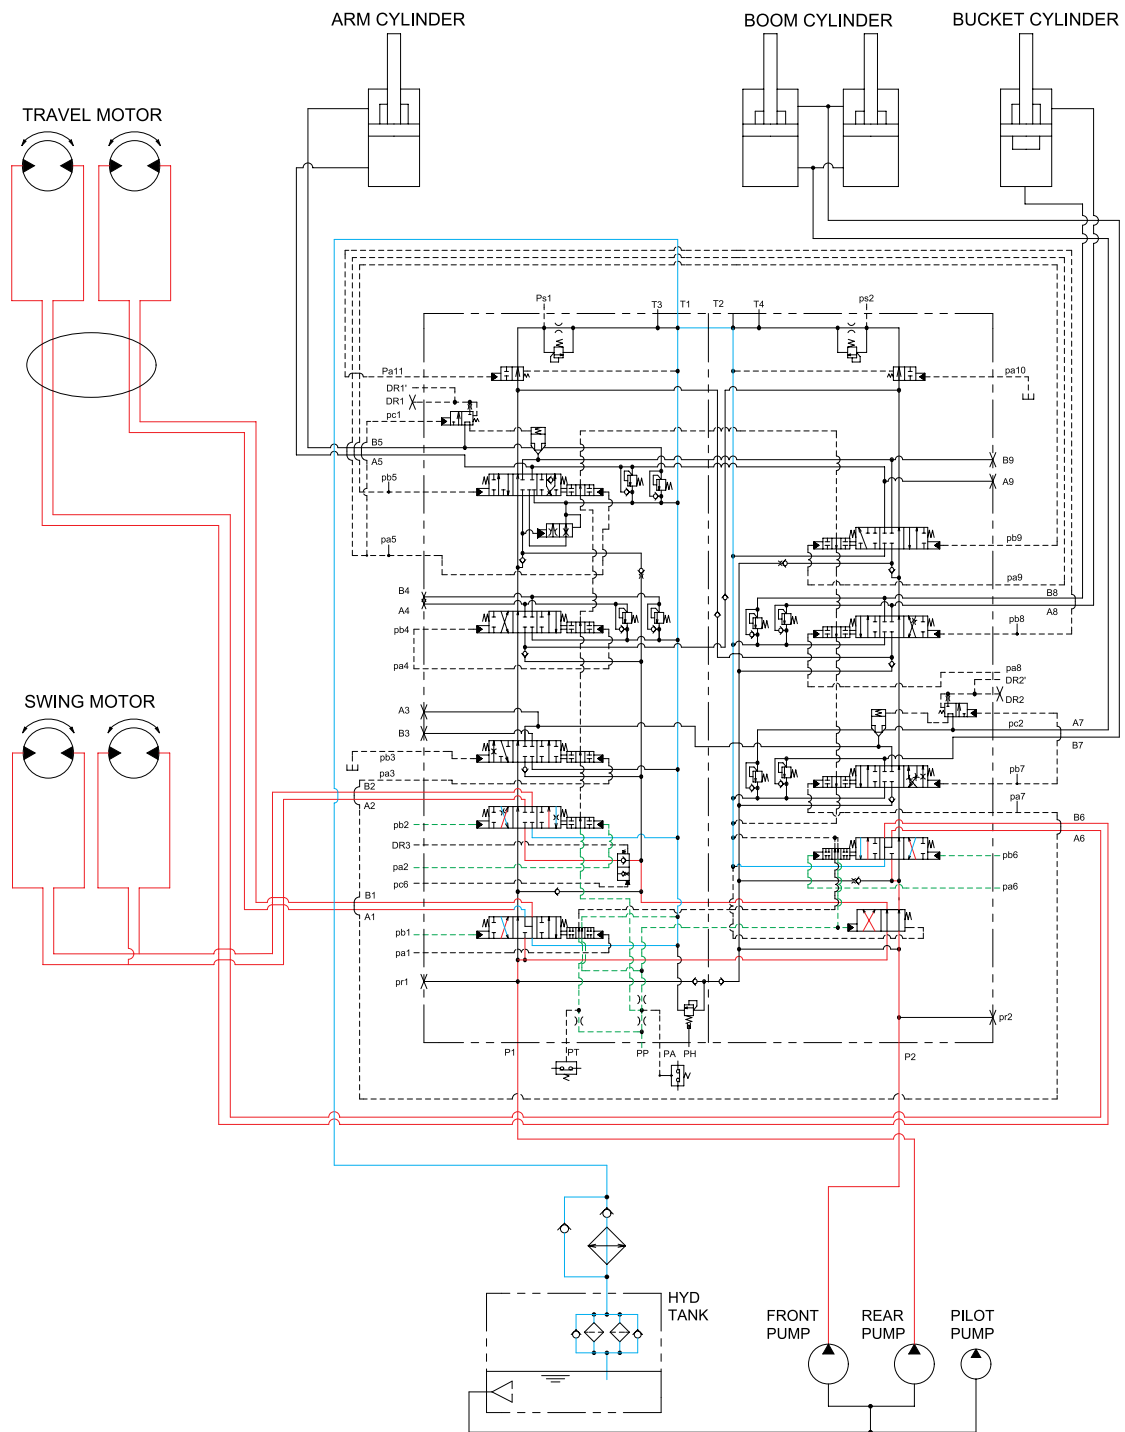 ARM CYLINDER
BOOM CYLINDER
BUCKET CYLINDER
TRAVEL MOTOR
Ps1
T3
T1
T2
T4
ps2
Pa11
pa10
DR1'
DR1
pc1
B5
A5
B9
pb5
A9
pa5
pb9
pa9
B4
B8
A4
A8
pb4
pb8
pa4
pa8
DR2'
DR2
SWING MOTOR
A3
pc2
A7
B3
B7
pb3
pa3
pb7
B2
pa7
A2
B6
pb2
A6
DR3
pb6
pa2
pc6
pa6
B1
A1
pb1
pa1
pr1
pr2
P1
PT
PP
PA
PH
P2
HYD
TANK
FRONT
PUMP
REAR
PUMP
PILOT
PUMP